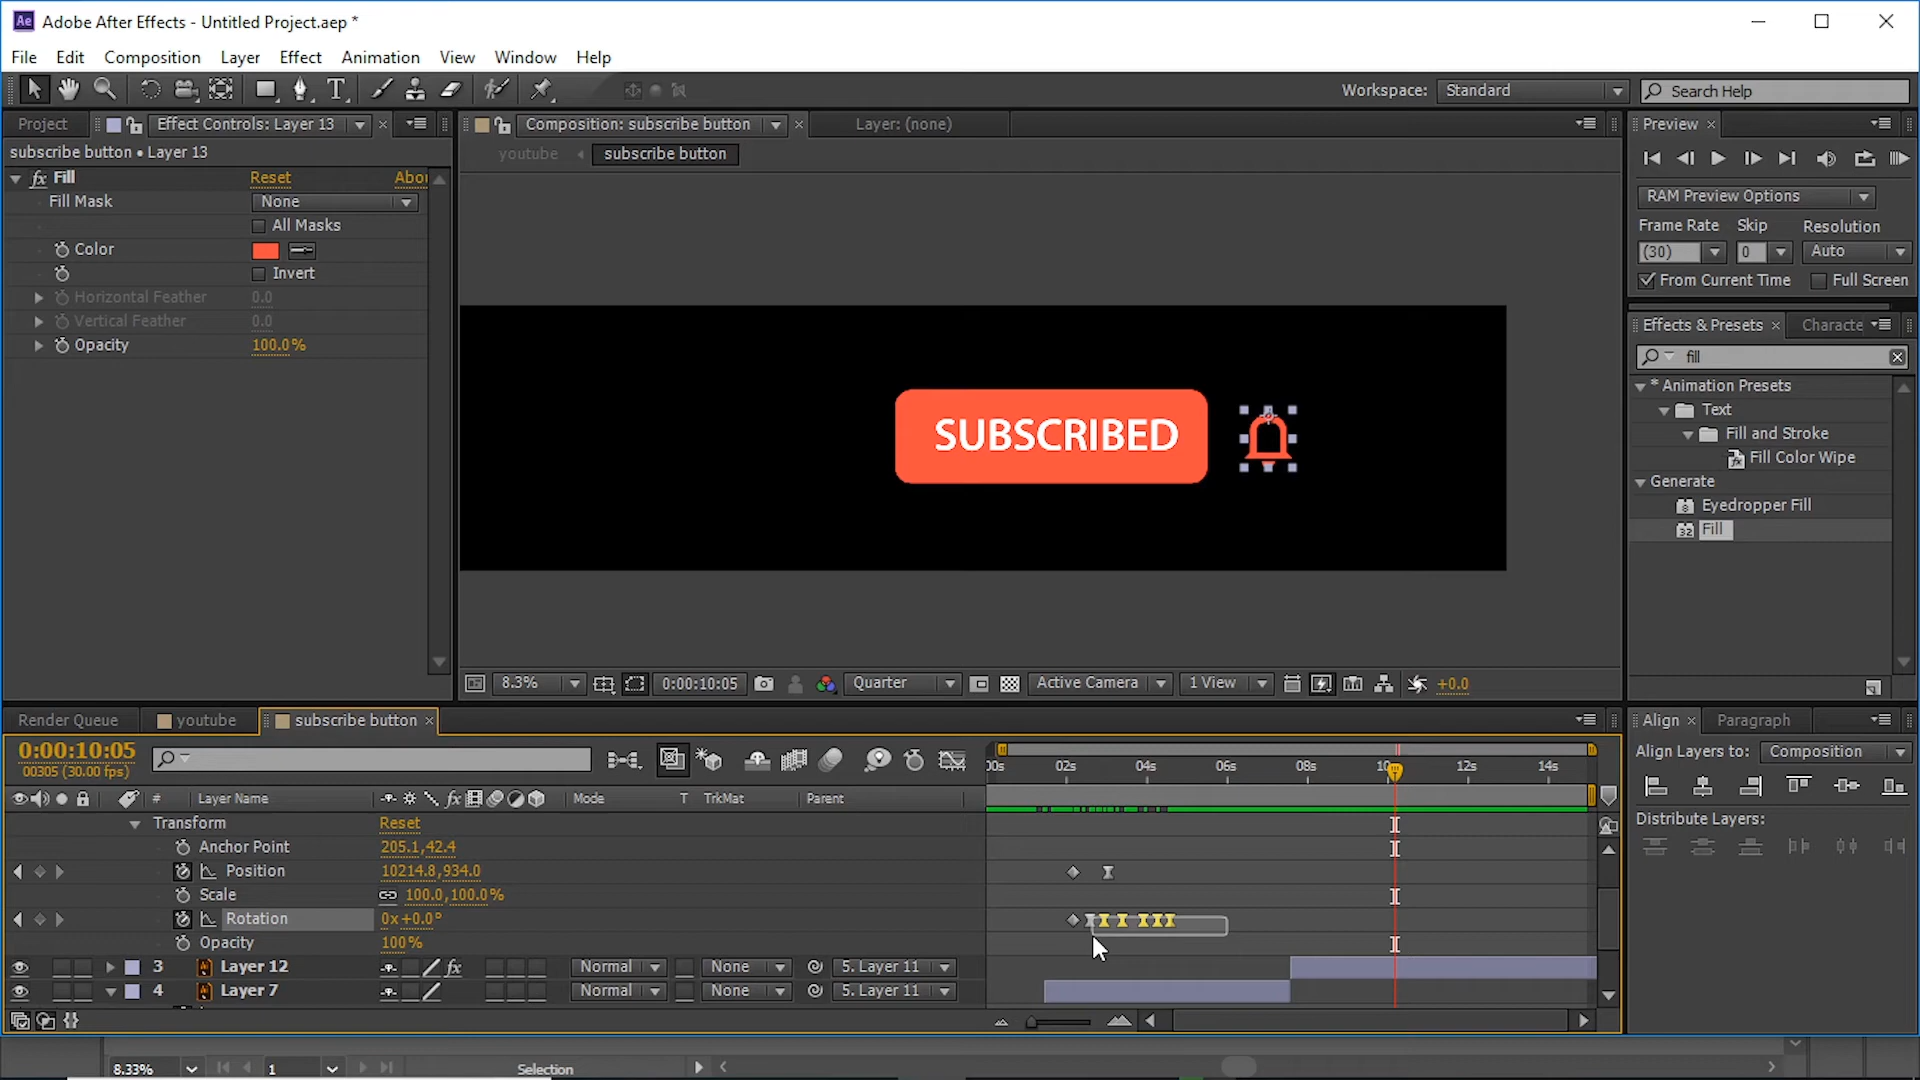 Ae Adobe After Effects - Untitled Project.aep *
File Edit Composition Layer Effect Animation View Window Help
Workspace: Standard Search Help
Project Effect Controls: Layer 13 Composition: subscribe button Layer: (none) Preview
subscribe button • Layer 13 youtube subscribe button
fx Fill Reset Abou
Fill Mask None
All Masks
Color
Invert
Horizontal Feather 0.0
Vertical Feather 0.0
Opacity 100.0%
SUBSCRIBED
8.3% 0:00:10:05 Quarter Active Camera 1 View +0.0
RAM Preview Options
Frame Rate Skip Resolution
(30) 0 Auto
From Current Time Full Screen
Effects & Presets Characte
fill
* Animation Presets
Text
Fill and Stroke
Fill Color Wipe
Generate
Eyedropper Fill
Fill
Render Queue youtube subscribe button
0:00:10:05
00305 (30.00 fps)
00s 02s 04s 06s 08s 10s 12s 14s
# Layer Name fx Mode T TrkMat Parent
Transform Reset
Anchor Point 205.1,42.4
Position 10214.8,934.0
Scale 100.0,100.0%
Rotation 0x+0.0°
Opacity 100%
3 Layer 12 fx Normal None 5. Layer 11
4 Layer 7 Normal None 5. Layer 11
Align Paragraph
Align Layers to: Composition
Distribute Layers:
8.33% 1 Selection